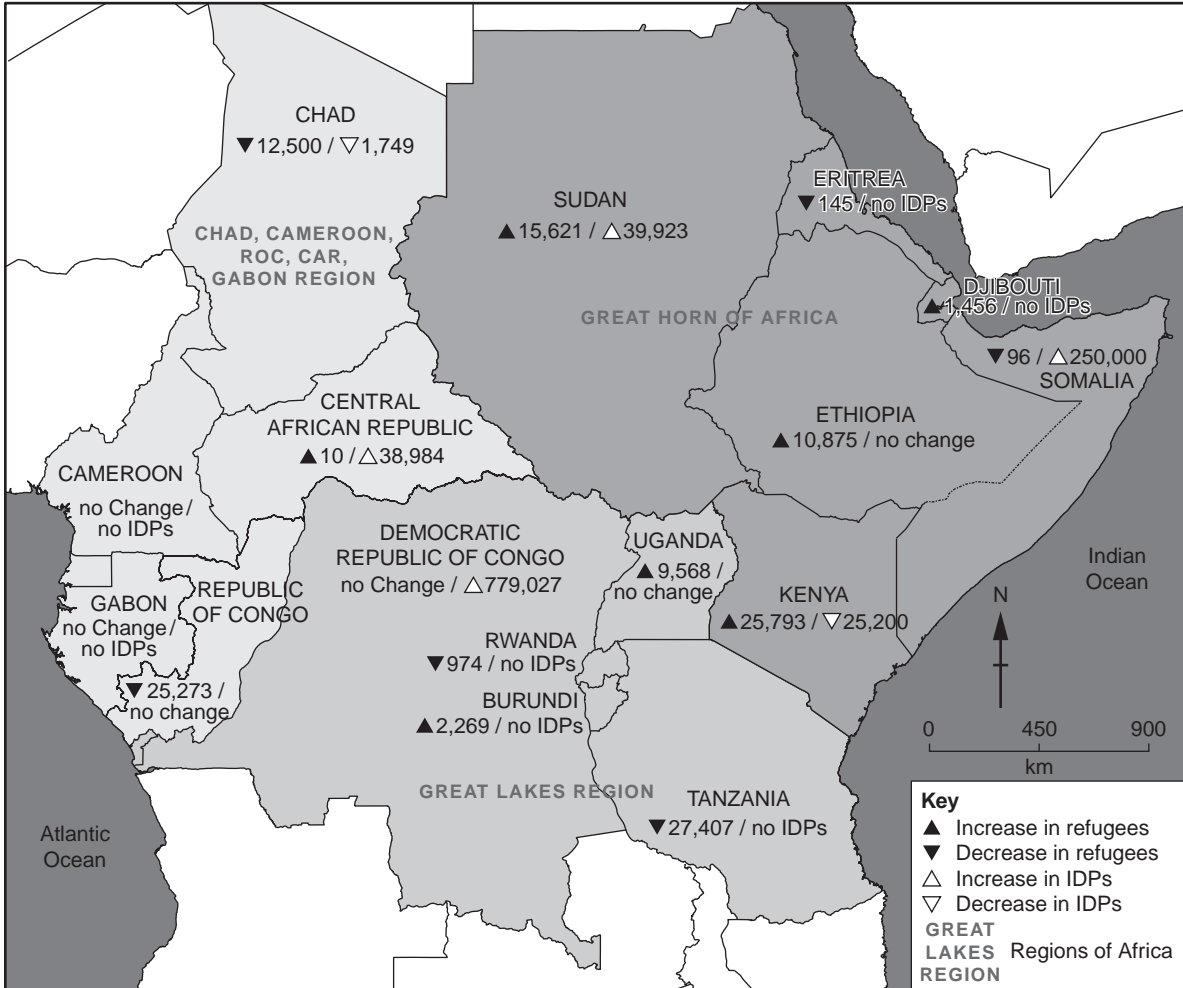 CHAD
▼12,500 / ▽1,749
CHAD, CAMEROON,
ROC, CAR,
GABON REGION
SUDAN
▲15,621 / △39,923
ERITREA
▼145 / no IDPs
GREAT HORN OF AFRICA
DJIBOUTI
▲1,456 / no IDPs
▼96 / △250,000
SOMALIA
ETHIOPIA
▲10,875 / no change
CENTRAL
AFRICAN REPUBLIC
▲10 / △38,984
CAMEROON
no Change /
no IDPs
DEMOCRATIC
REPUBLIC OF CONGO
no Change / △779,027
UGANDA
▲9,568 /
no change
KENYA
▲25,793 / ▽25,200
Indian
Ocean
GABON
no Change /
no IDPs
REPUBLIC
OF CONGO
▼25,273 /
no change
RWANDA
▼974 / no IDPs
BURUNDI
▲2,269 / no IDPs
GREAT LAKES REGION
TANZANIA
▼27,407 / no IDPs
Atlantic
Ocean
N
0 450 900
km
Key
▲ Increase in refugees
▼ Decrease in refugees
△ Increase in IDPs
▽ Decrease in IDPs
GREAT
LAKES
REGION
Regions of Africa